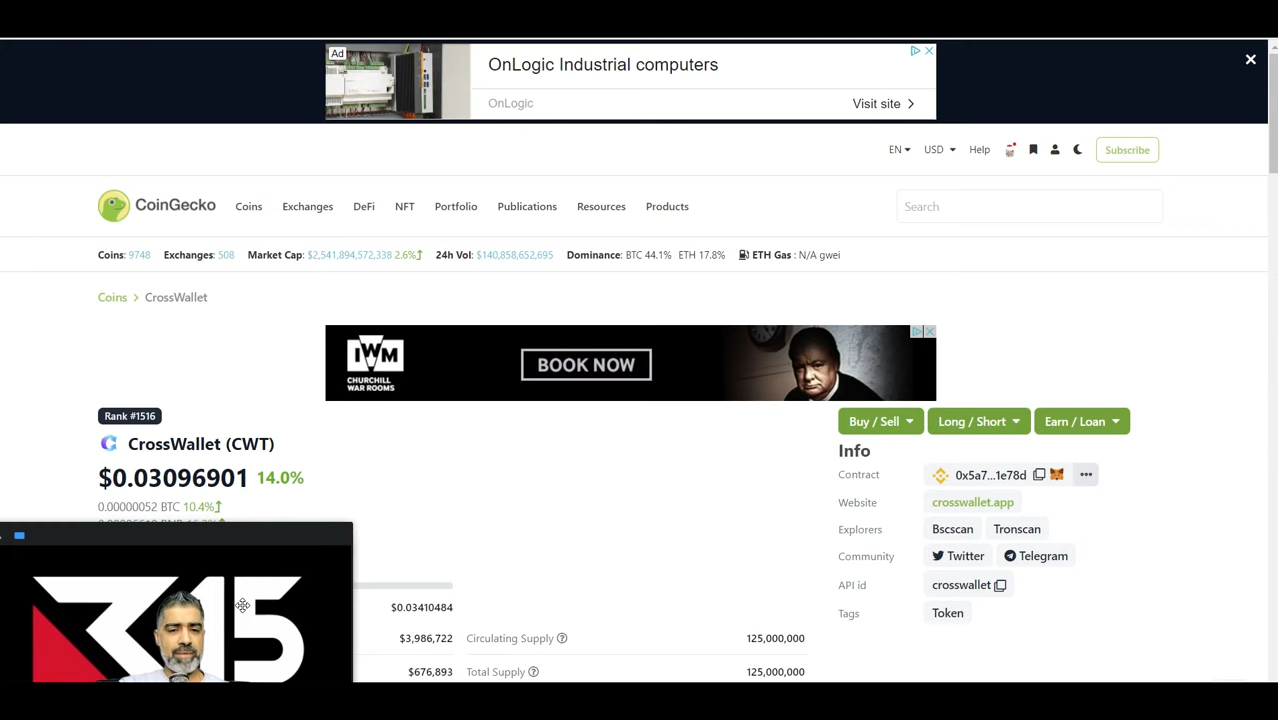 Ad
OnLogic Industrial computers
OnLogic
Visit site
EN
USD
Help
Subscribe
CoinGecko
Coins
Exchanges
DeFi
NFT
Portfolio
Publications
Resources
Products
Search
Coins: 9748 Exchanges: 508 Market Cap: $2,541,894,572,338 2.6% 24h Vol: $140,858,652,695 Dominance: BTC 44.1% ETH 17.8% ETH Gas : N/A gwei
Coins > CrossWallet
IWM
CHURCHILL
WAR ROOMS
BOOK NOW
Rank #1516
CrossWallet (CWT)
$0.03096901 14.0%
0.00000052 BTC 10.4%
Buy / Sell
Long / Short
Earn / Loan
Info
Contract 0x5a7...1e78d
Website crosswallet.app
Explorers Bscscan Tronscan
Community Twitter Telegram
API id crosswallet
Tags Token
$0.03410484
$3,986,722 Circulating Supply 125,000,000
$676,893 Total Supply 125,000,000